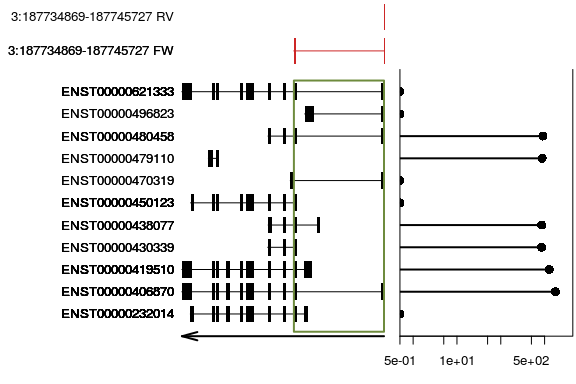 3:187734869-187745727 RV
3:187734869-187745727 FW
ENST00000621333
ENST00000496823
ENST00000480458
ENST00000479110
ENST00000470319
ENST00000450123
ENST00000438077
ENST00000430339
ENST00000419510
ENST00000406870
ENST00000232014
5e-01 1e+01 5e+02